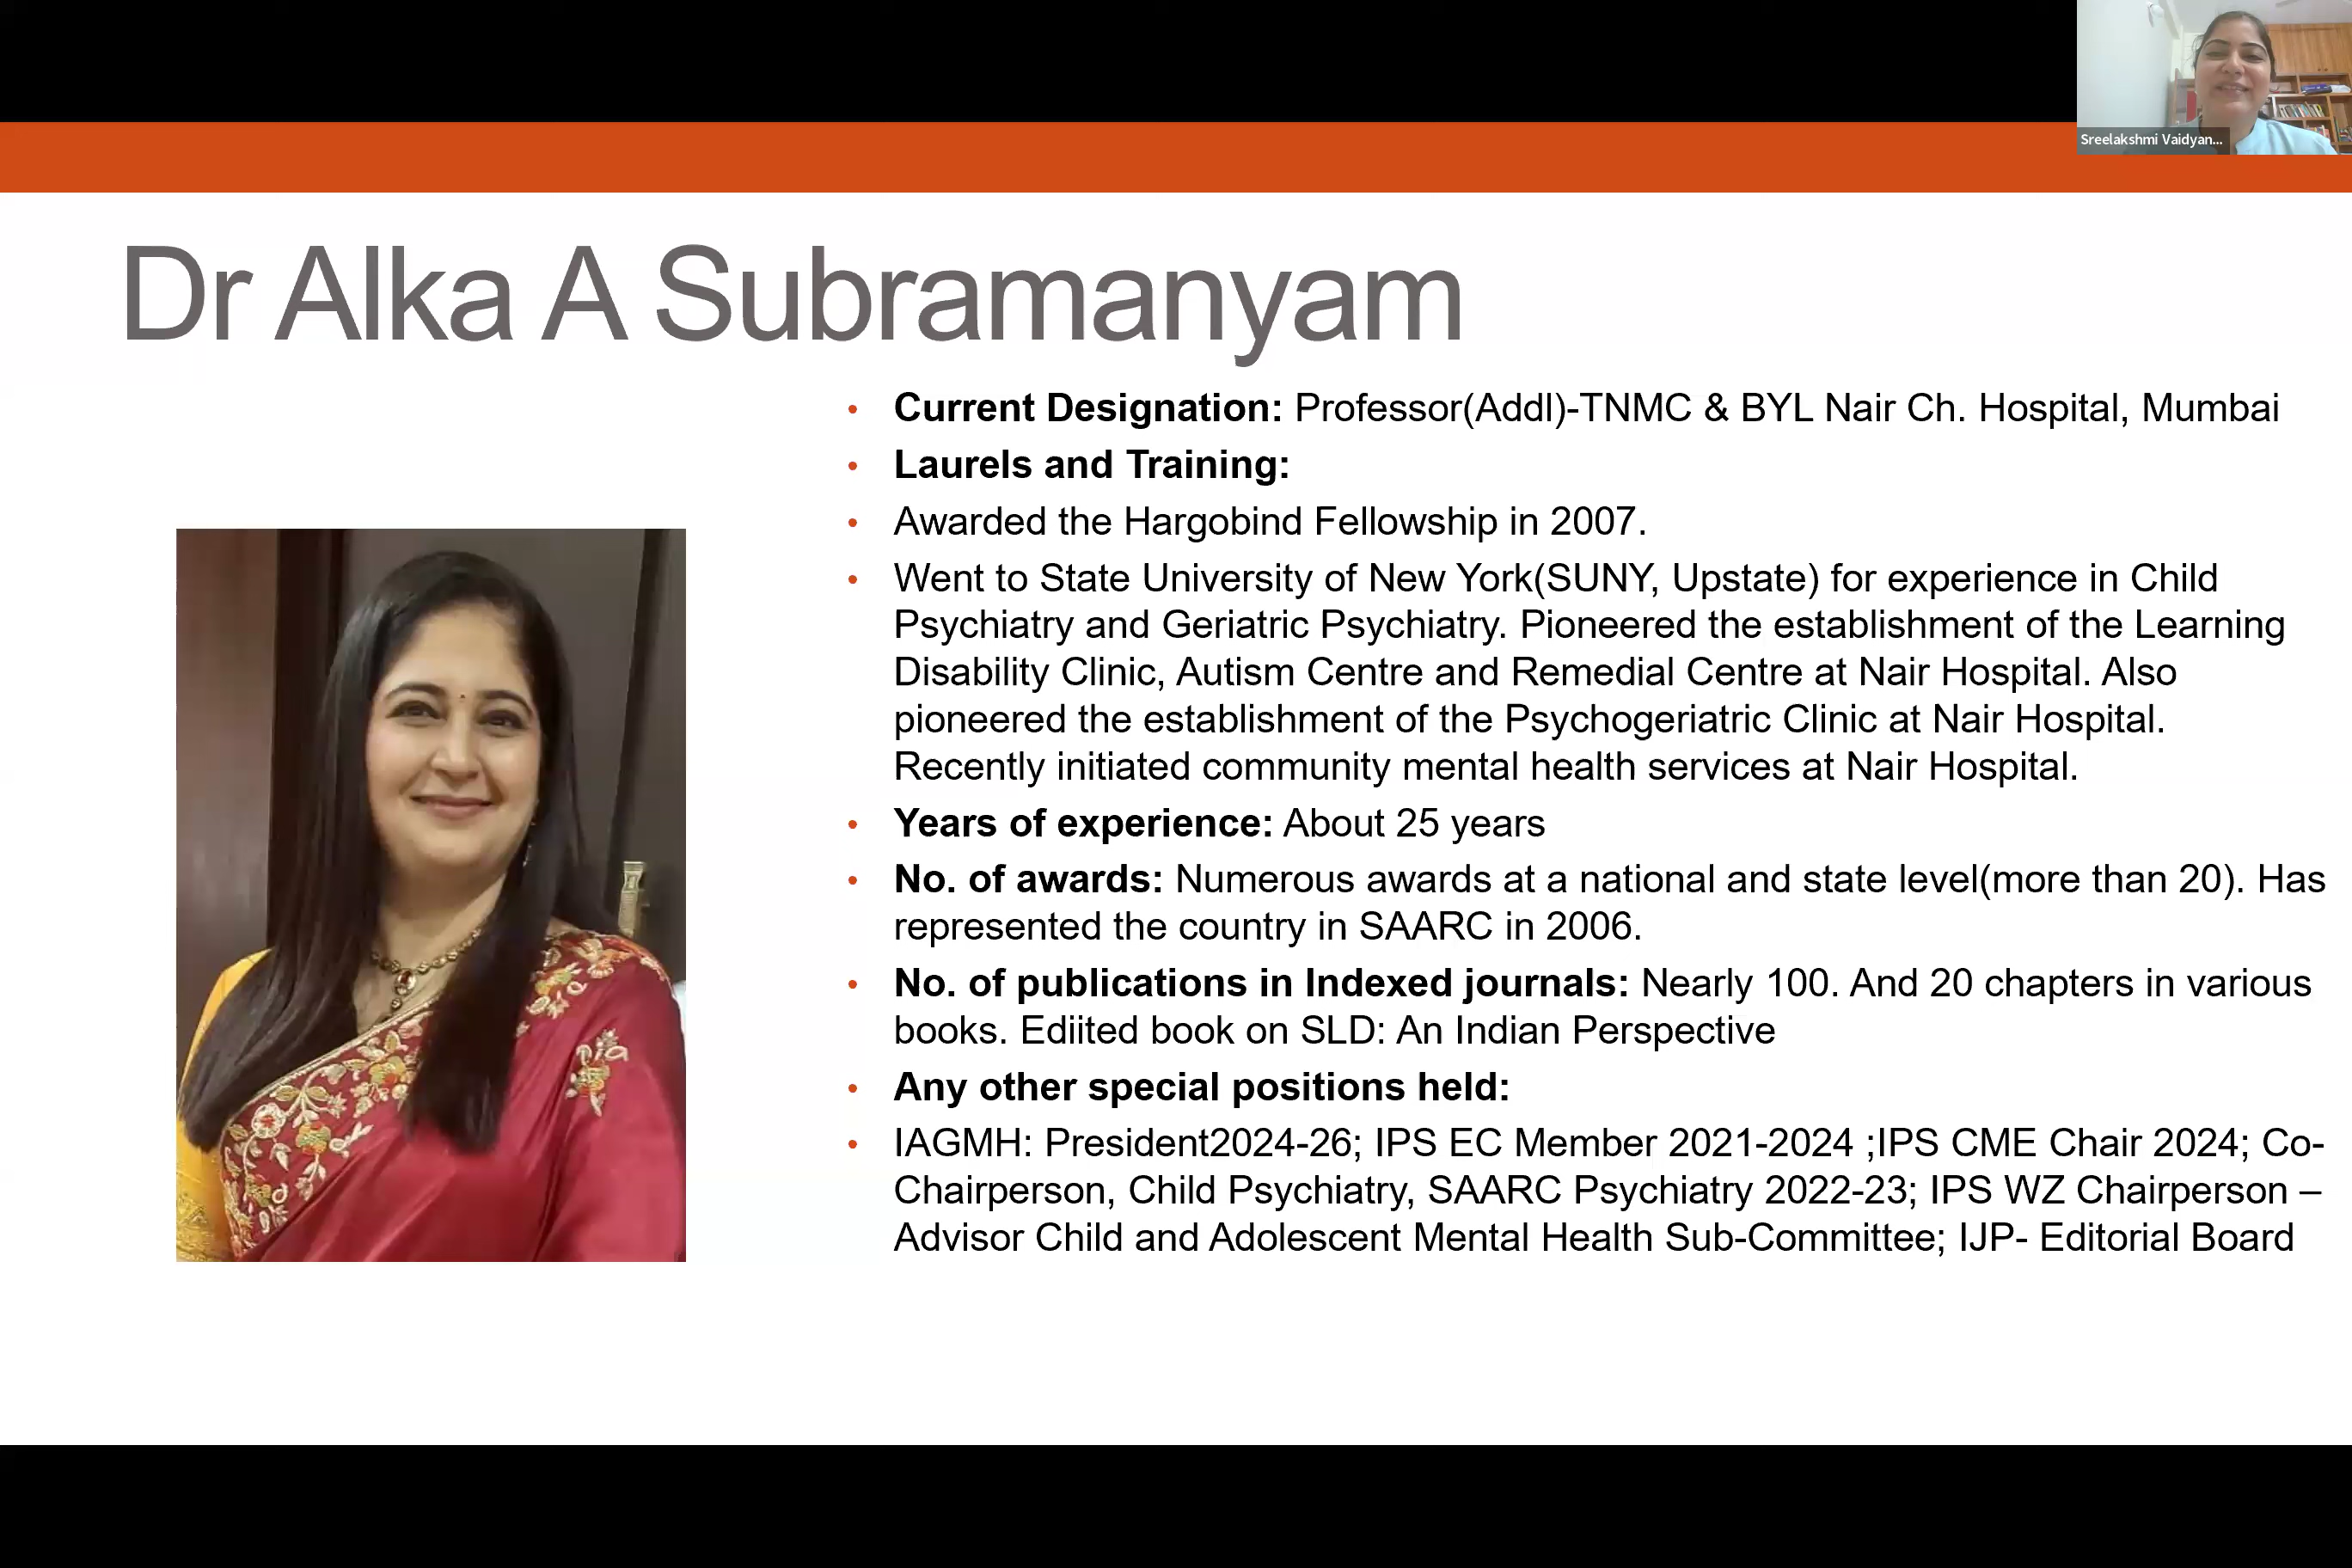 Sreelakshmi Vaidyan...
Dr Alka A Subramanyam
• Current Designation: Professor(Addl)-TNMC & BYL Nair Ch. Hospital, Mumbai
• Laurels and Training:
• Awarded the Hargobind Fellowship in 2007.
• Went to State University of New York(SUNY, Upstate) for experience in Child
Psychiatry and Geriatric Psychiatry. Pioneered the establishment of the Learning
Disability Clinic, Autism Centre and Remedial Centre at Nair Hospital. Also
pioneered the establishment of the Psychogeriatric Clinic at Nair Hospital.
Recently initiated community mental health services at Nair Hospital.
• Years of experience: About 25 years
• No. of awards: Numerous awards at a national and state level(more than 20). Has
represented the country in SAARC in 2006.
• No. of publications in Indexed journals: Nearly 100. And 20 chapters in various
books. Ediited book on SLD: An Indian Perspective
• Any other special positions held:
• IAGMH: President2024-26; IPS EC Member 2021-2024 ;IPS CME Chair 2024; Co-
Chairperson, Child Psychiatry, SAARC Psychiatry 2022-23; IPS WZ Chairperson –
Advisor Child and Adolescent Mental Health Sub-Committee; IJP- Editorial Board